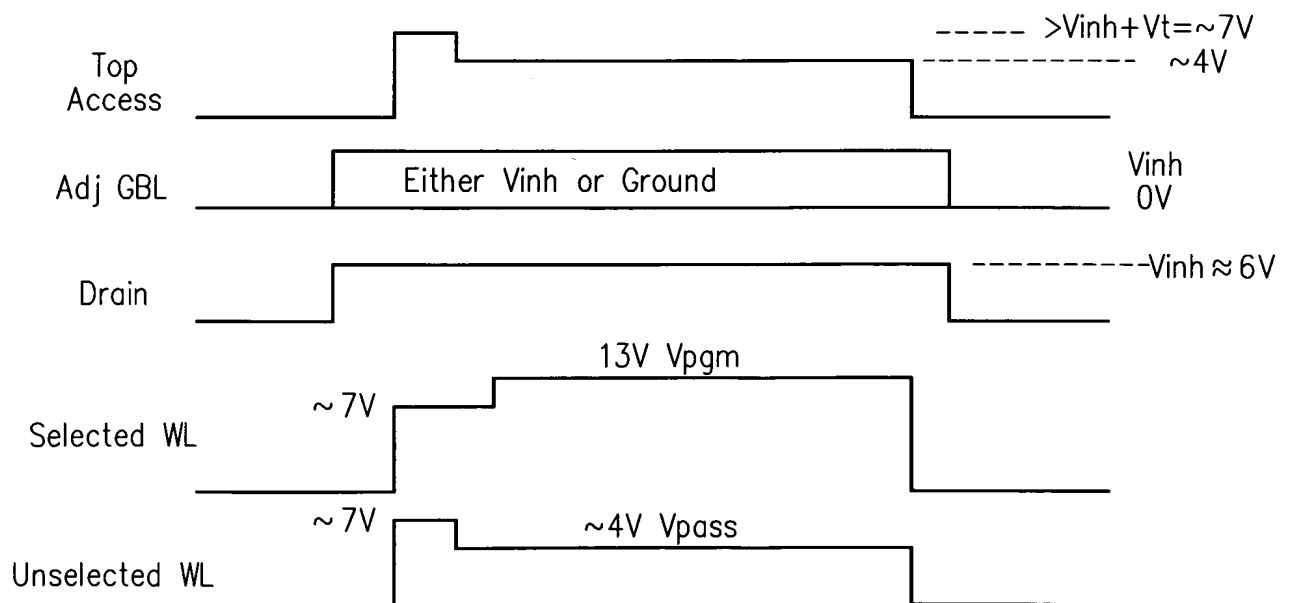 >Vinh+Vt=~7V
Top
Access
~4V
Adj GBL
Either Vinh or Ground
Vinh
0V
Drain
Vinh≈6V
13V Vpgm
~7V
Selected WL
~7V
~4V Vpass
Unselected WL